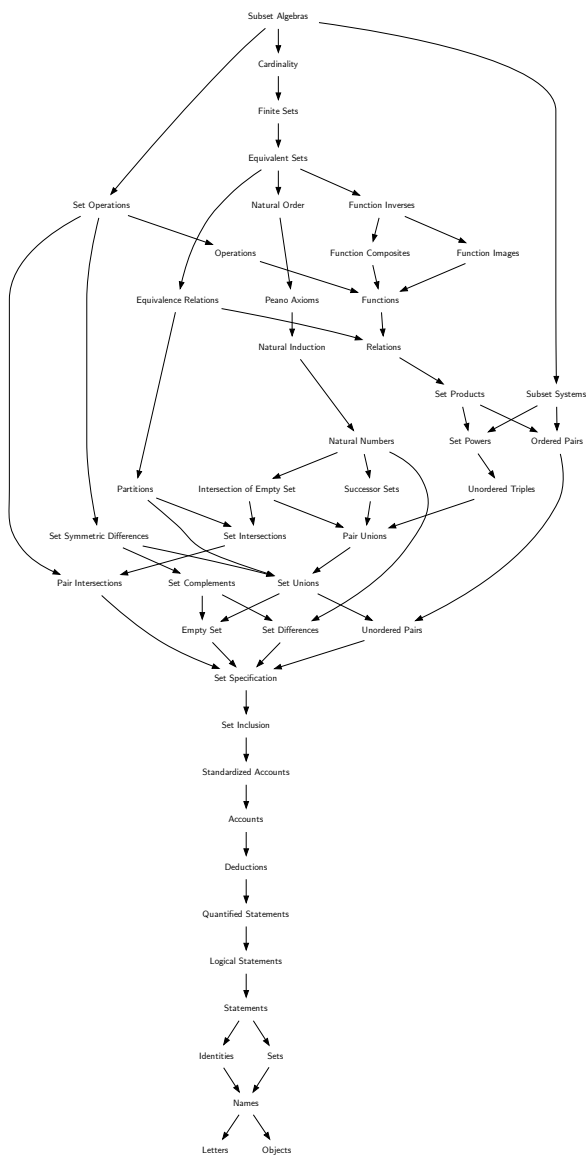 Subset Algebras
Cardinality
Finite Sets
Equivalent Sets
Set Operations
Natural Order
Function Inverses
Operations
Function Composites
Function Images
Equivalence Relations
Peano Axioms
Functions
Natural Induction
Relations
Set Products
Subset Systems
Natural Numbers
Set Powers
Ordered Pairs
Partitions
Intersection of Empty Set
Successor Sets
Unordered Triples
Set Symmetric Differences
Set Intersections
Pair Unions
Pair Intersections
Set Complements
Set Unions
Empty Set
Set Differences
Unordered Pairs
Set Specification
Set Inclusion
Standardized Accounts
Accounts
Deductions
Quantified Statements
Logical Statements
Statements
Identities
Sets
Names
Letters
Objects